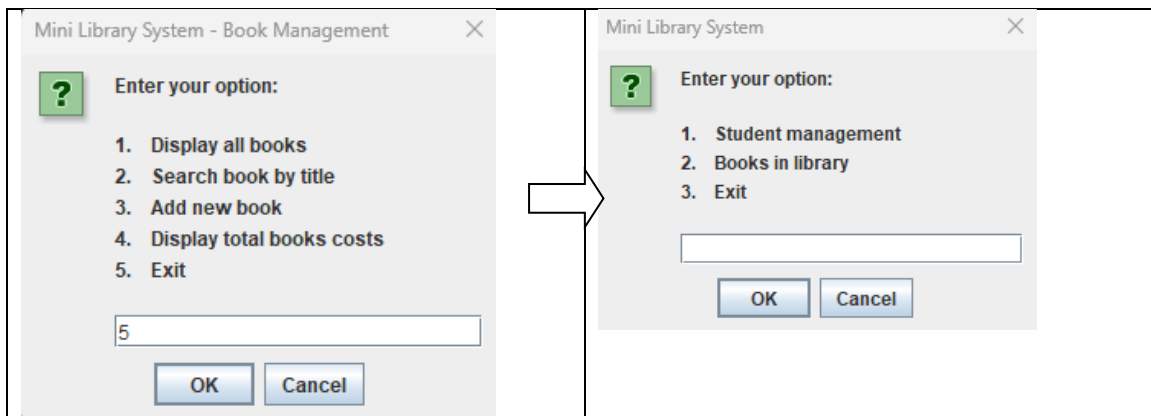 Mini Library System - Book Management
?
Enter your option:
1. Display all books
2. Search book by title
3. Add new book
4. Display total books costs
5. Exit
5
OK Cancel
Mini Library System
?
Enter your option:
1. Student management
2. Books in library
3. Exit
OK Cancel